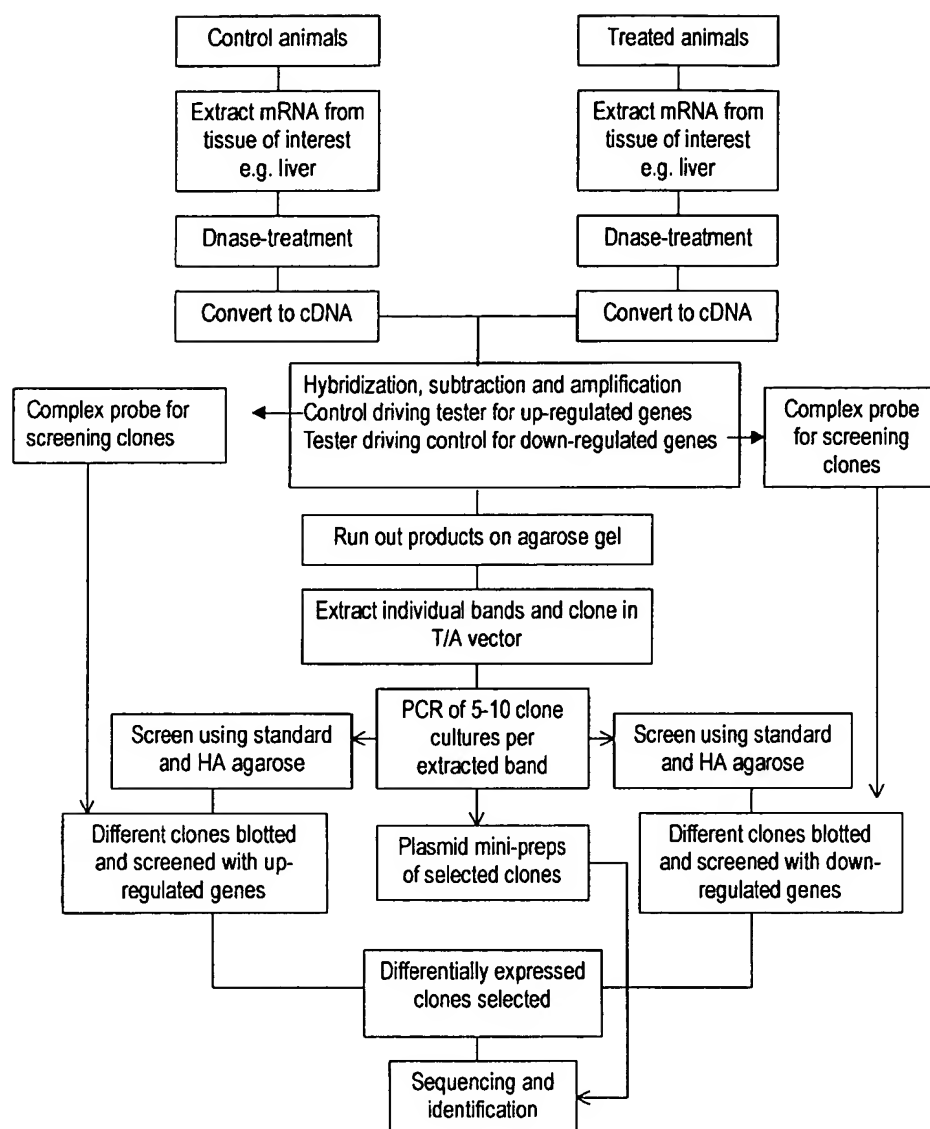 Control animals
Treated animals
Extract mRNA from
tissue of interest
e.g. liver
Extract mRNA from
tissue of interest
e.g. liver
Dnase-treatment
Dnase-treatment
Convert to cDNA
Convert to cDNA
Hybridization, subtraction and amplification
Control driving tester for up-regulated genes
Tester driving control for down-regulated genes
Complex probe for
screening clones
Complex probe
for screening
clones
Run out products on agarose gel
Extract individual bands and clone in
T/A vector
PCR of 5-10 clone
cultures per
extracted band
Screen using standard
and HA agarose
Screen using standard
and HA agarose
Different clones blotted
and screened with up-
regulated genes
Plasmid mini-preps
of selected clones
Different clones blotted
and screened with down-
regulated genes
Differentially expressed
clones selected
Sequencing and
identification